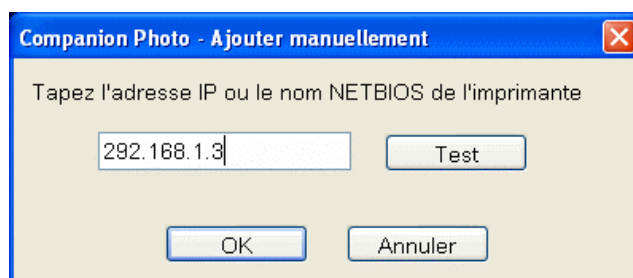 Companion Photo - Ajouter manuellement
Tapez l'adresse IP ou le nom NETBIOS de l'imprimante
292.168.1.3
Test
OK
Annuler